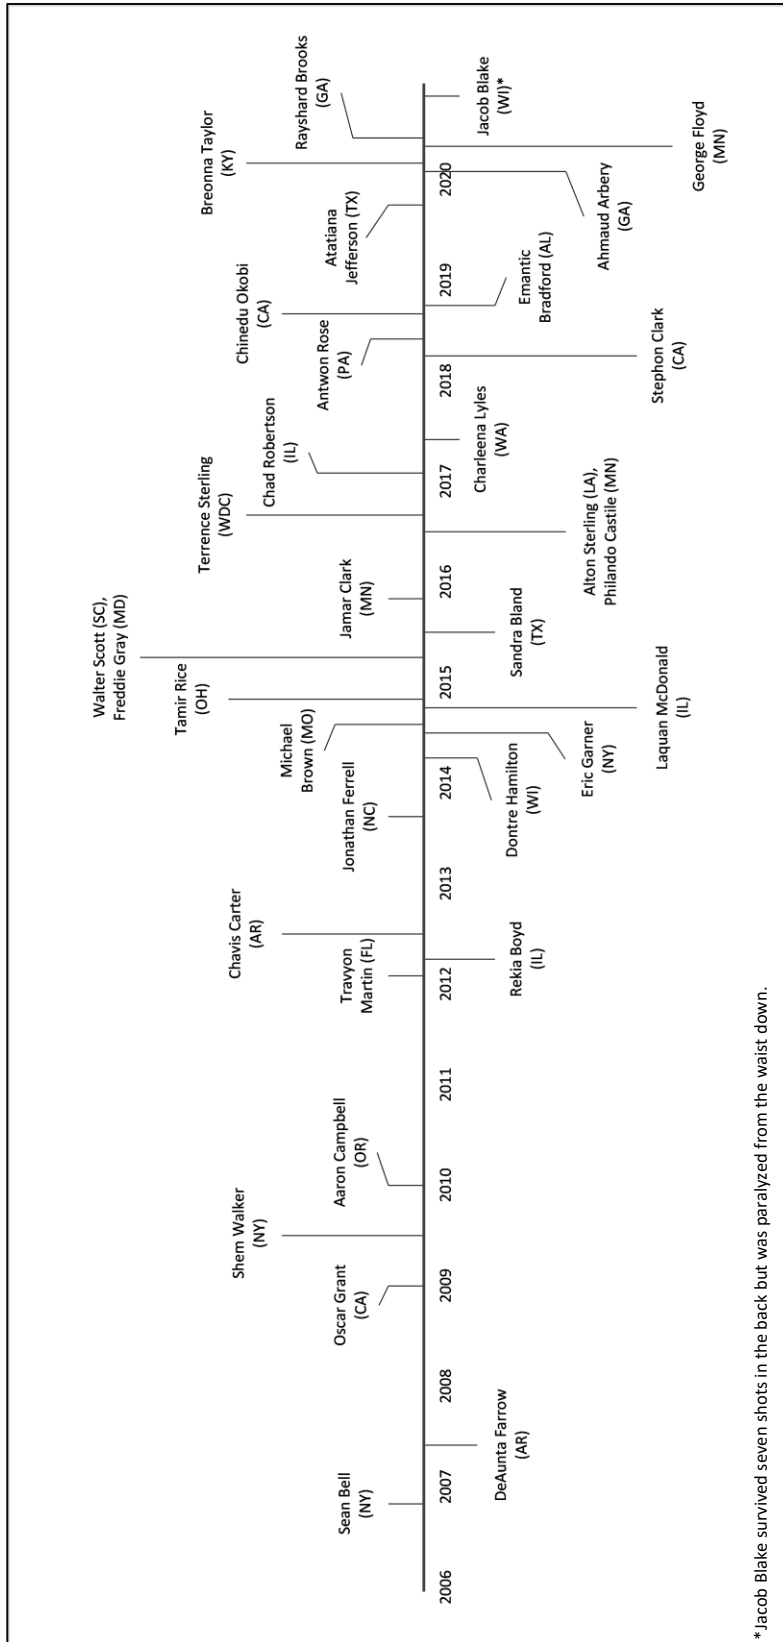 Sean Bell
(NY)
Oscar Grant
(CA)
Shem Walker
(NY)
Aaron Campbell
(OR)
Travyon
Martin (FL)
Chavis Carter
(AR)
Jonathan Ferrell
(NC)
Michael
Brown (MO)
Tamir Rice
(OH)
Walter Scott (SC),
Freddie Gray (MD)
Jamar Clark
(MN)
Terrence Sterling
(WDC)
Chad Robertson
(IL)
Antwon Rose
(PA)
Chinedu Okobi
(CA)
Atatiana
Jefferson (TX)
Breonna Taylor
(KY)
Rayshard Brooks
(GA)
2006
2007
2008
2009
2010
2011
2012
2013
2014
2015
2016
2017
2018
2019
2020
DeAunta Farrow
(AR)
Rekia Boyd
(IL)
Dontre Hamilton
(WI)
Eric Garner
(NY)
Laquan McDonald
(IL)
Sandra Bland
(TX)
Alton Sterling (LA),
Philando Castile (MN)
Charleena Lyles
(WA)
Stephon Clark
(CA)
Emantic
Bradford (AL)
Ahmaud Arbery
(GA)
George Floyd
(MN)
Jacob Blake
(WI)*
*Jacob Blake survived seven shots in the back but was paralyzed from the waist down.